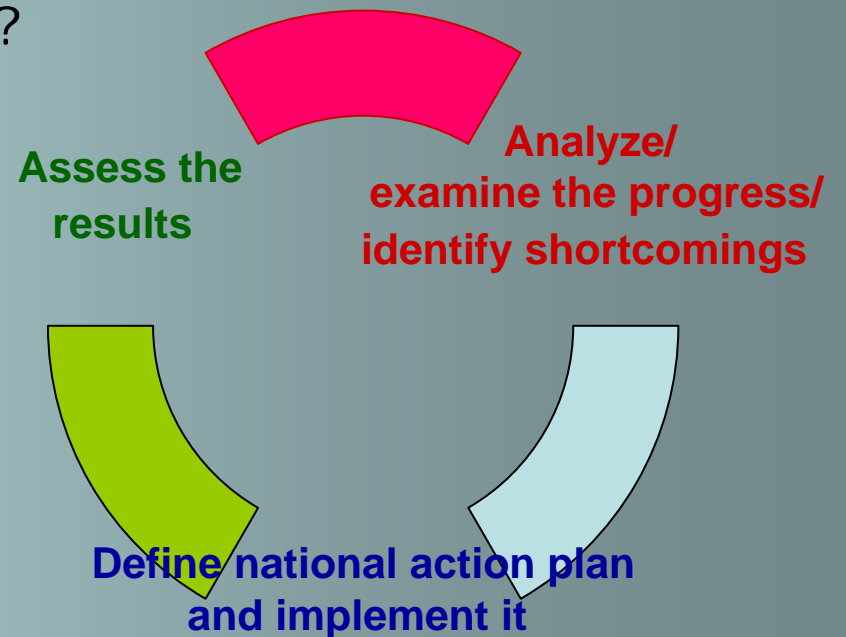 ?
Assess the
results
Analyze/
examine the progress/
identify shortcomings
Define national action plan
and implement it